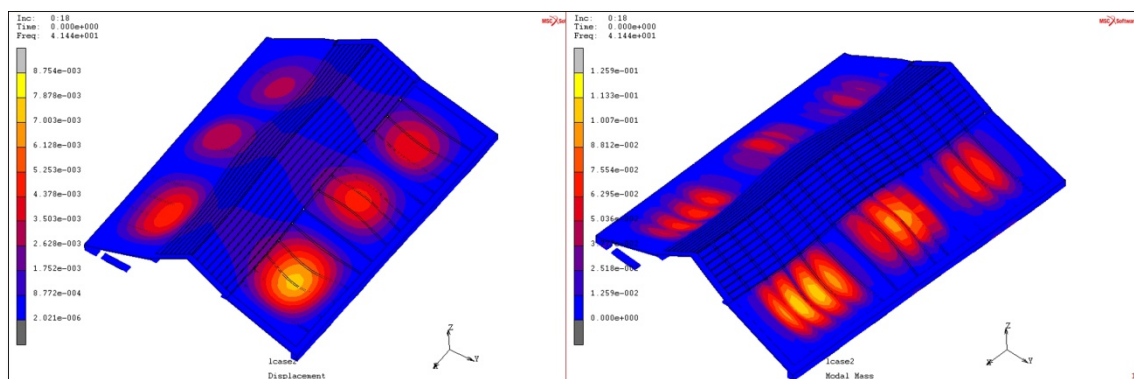 Inc: 0:18
Time: 0.000e+000
Freq: 4.144e+001
8.754e-003
7.878e-003
7.003e-003
6.128e-003
5.253e-003
4.378e-003
3.503e-003
2.628e-003
1.752e-003
8.772e-004
2.021e-006
lcase2
Displacement
Z
Y
X
Inc: 0:18
Time: 0.000e+000
Freq: 4.144e+001
MSC Software
1.259e-001
1.133e-001
1.007e-001
8.812e-002
7.554e-002
6.295e-002
5.036e-002
2.518e-002
1.259e-002
0.000e+000
lcase2
Modal Mass
Z
Y
X